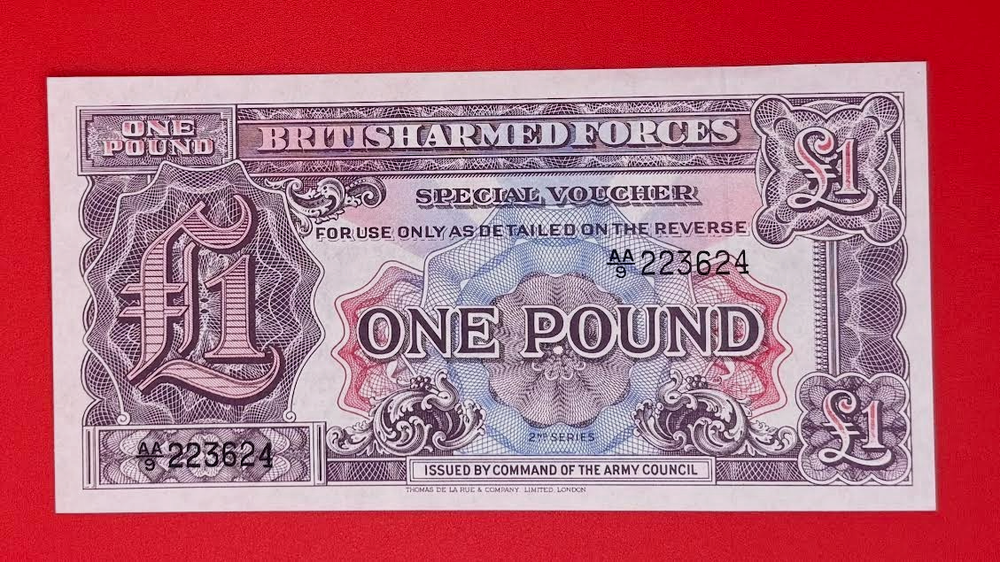 ONE
POUND
BRITISH ARMED FORCES
£1
SPECIAL VOUCHER
FOR USE ONLY AS DETAILED ON THE REVERSE
AA/9 223624
£1
ONE POUND
2ND SERIES
£1
AA/9 223624
ISSUED BY COMMAND OF THE ARMY COUNCIL
THOMAS DE LA RUE & COMPANY, LIMITED, LONDON